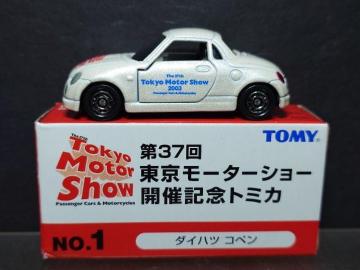 The 37th
Tokyo Motor Show
2003
Passenger Cars & Motorcycles
The 37th
Tokyo
Motor
Show
Passenger Cars & Motorcycles
TOMY
第37回
東京モーターショー
開催記念トミカ
NO.1
ダイハツ コペン